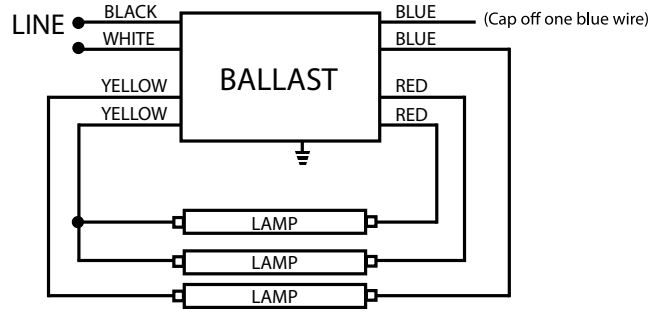 LINE
BLACK
WHITE
YELLOW
YELLOW
BALLAST
BLUE
(Cap off one blue wire)
BLUE
RED
RED
LAMP
LAMP
LAMP